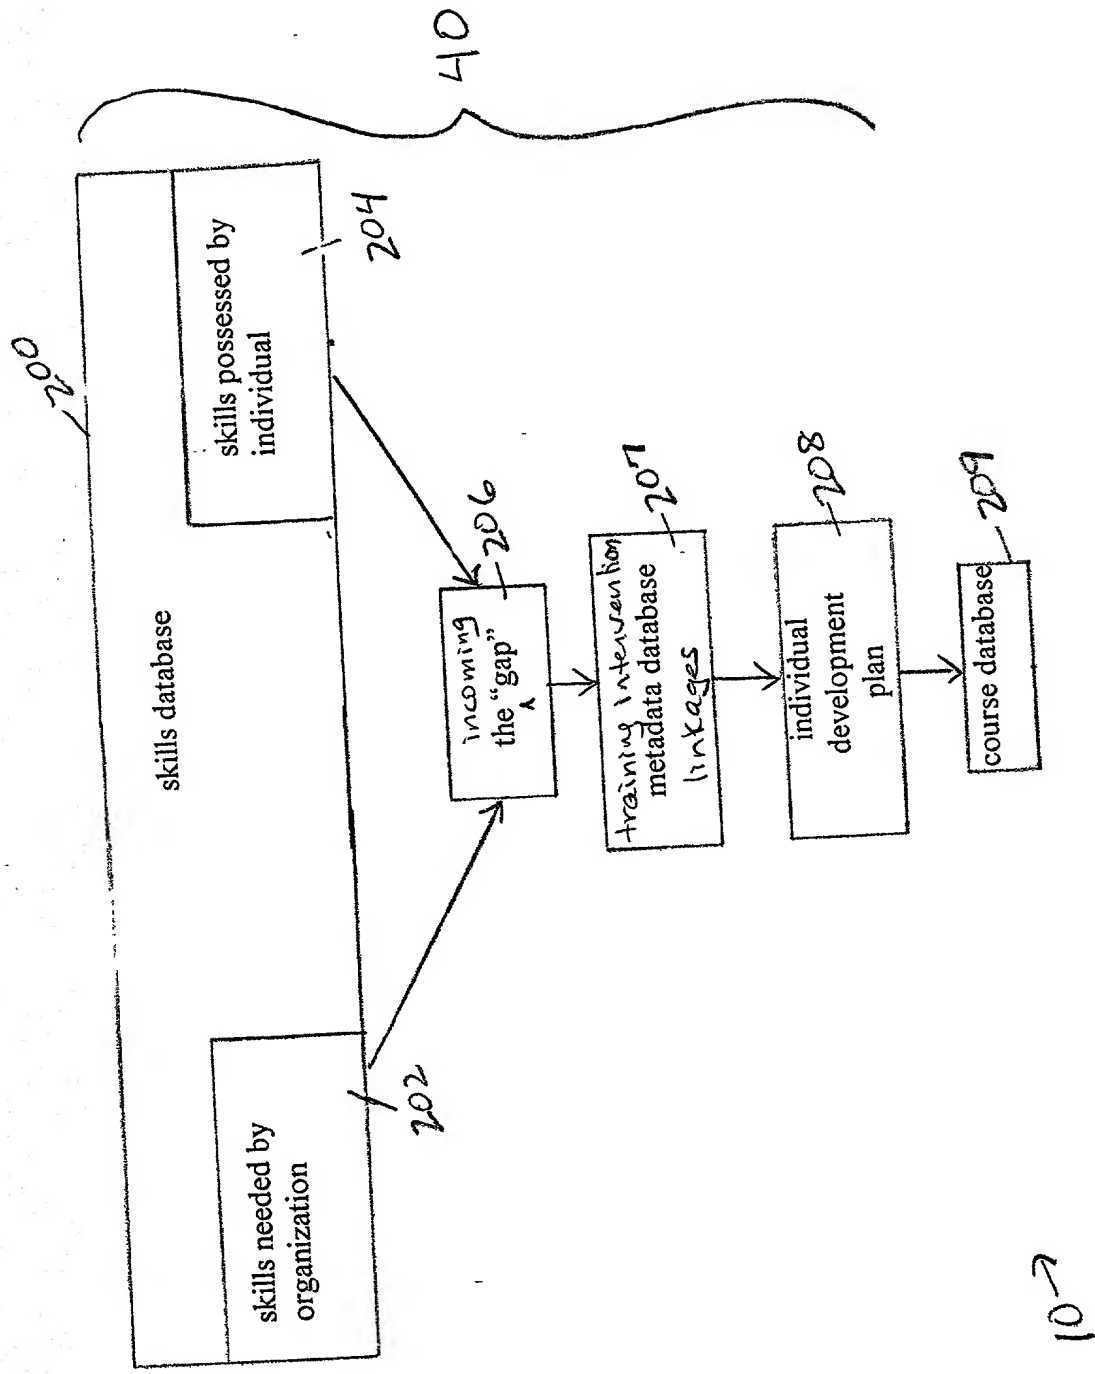 40
200
skills database
skills needed by
organization
202
skills possessed by
individual
204
incoming
the “gap”
^
206
training intervention
metadata database
linkages
207
individual
development
plan
208
course database
209
10